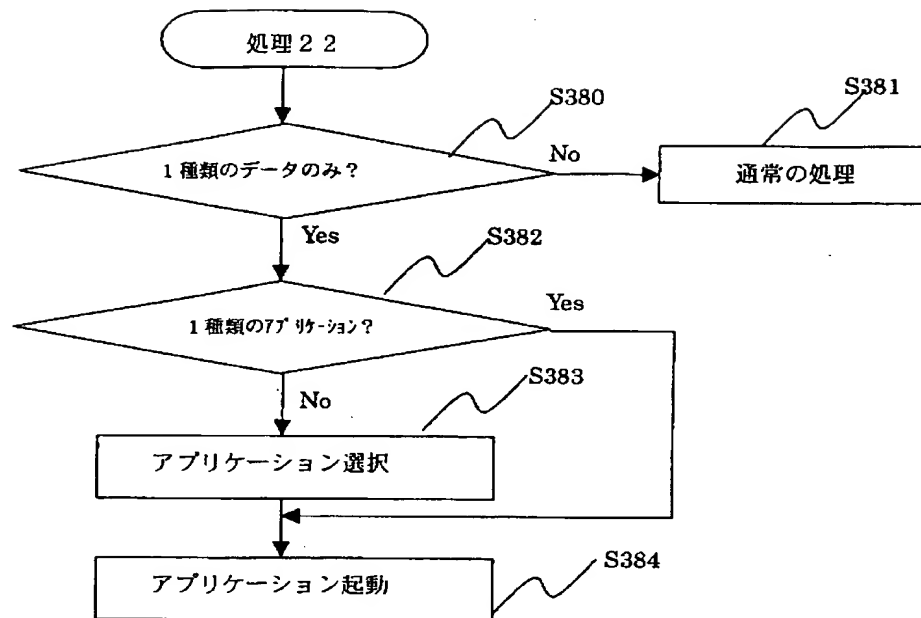 処理２２
S380
S381
１種類のデータのみ？
No
通常の処理
Yes
S382
１種類のｱﾌﾟﾘｹｰｼｮﾝ？
Yes
S383
No
アプリケーション選択
S384
アプリケーション起動